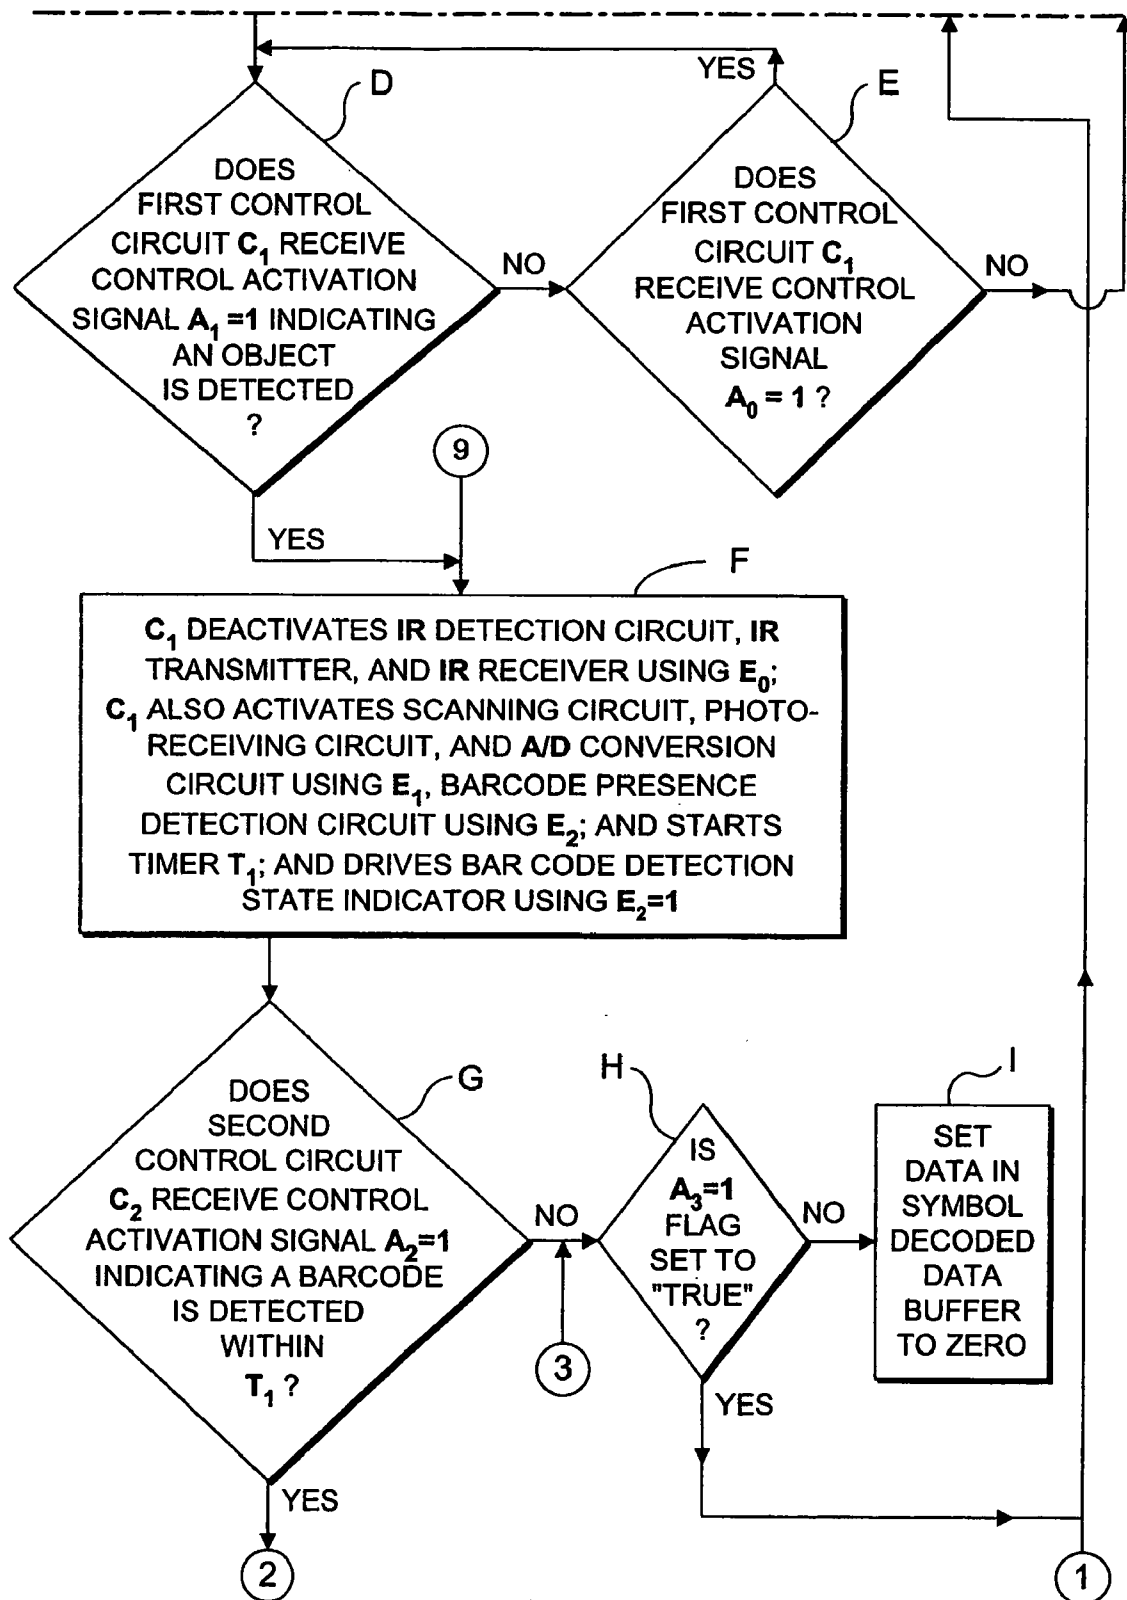 YES
D
E
DOES
FIRST CONTROL
CIRCUIT C₁ RECEIVE
CONTROL ACTIVATION
SIGNAL A₁ =1 INDICATING
AN OBJECT
IS DETECTED
?
NO
DOES
FIRST CONTROL
CIRCUIT C₁
RECEIVE CONTROL
ACTIVATION
SIGNAL
A₀ = 1 ?
NO
9
YES
F
C₁ DEACTIVATES IR DETECTION CIRCUIT, IR
TRANSMITTER, AND IR RECEIVER USING E₀;
C₁ ALSO ACTIVATES SCANNING CIRCUIT, PHOTO-
RECEIVING CIRCUIT, AND A/D CONVERSION
CIRCUIT USING E₁, BARCODE PRESENCE
DETECTION CIRCUIT USING E₂; AND STARTS
TIMER T₁; AND DRIVES BAR CODE DETECTION
STATE INDICATOR USING E₂=1
G
DOES
SECOND
CONTROL CIRCUIT
C₂ RECEIVE CONTROL
ACTIVATION SIGNAL A₂=1
INDICATING A BARCODE
IS DETECTED
WITHIN
T₁ ?
NO
3
H
IS
A₃=1
FLAG
SET TO
"TRUE"
?
NO
I
SET
DATA IN
SYMBOL
DECODED
DATA
BUFFER
TO ZERO
YES
YES
2
1